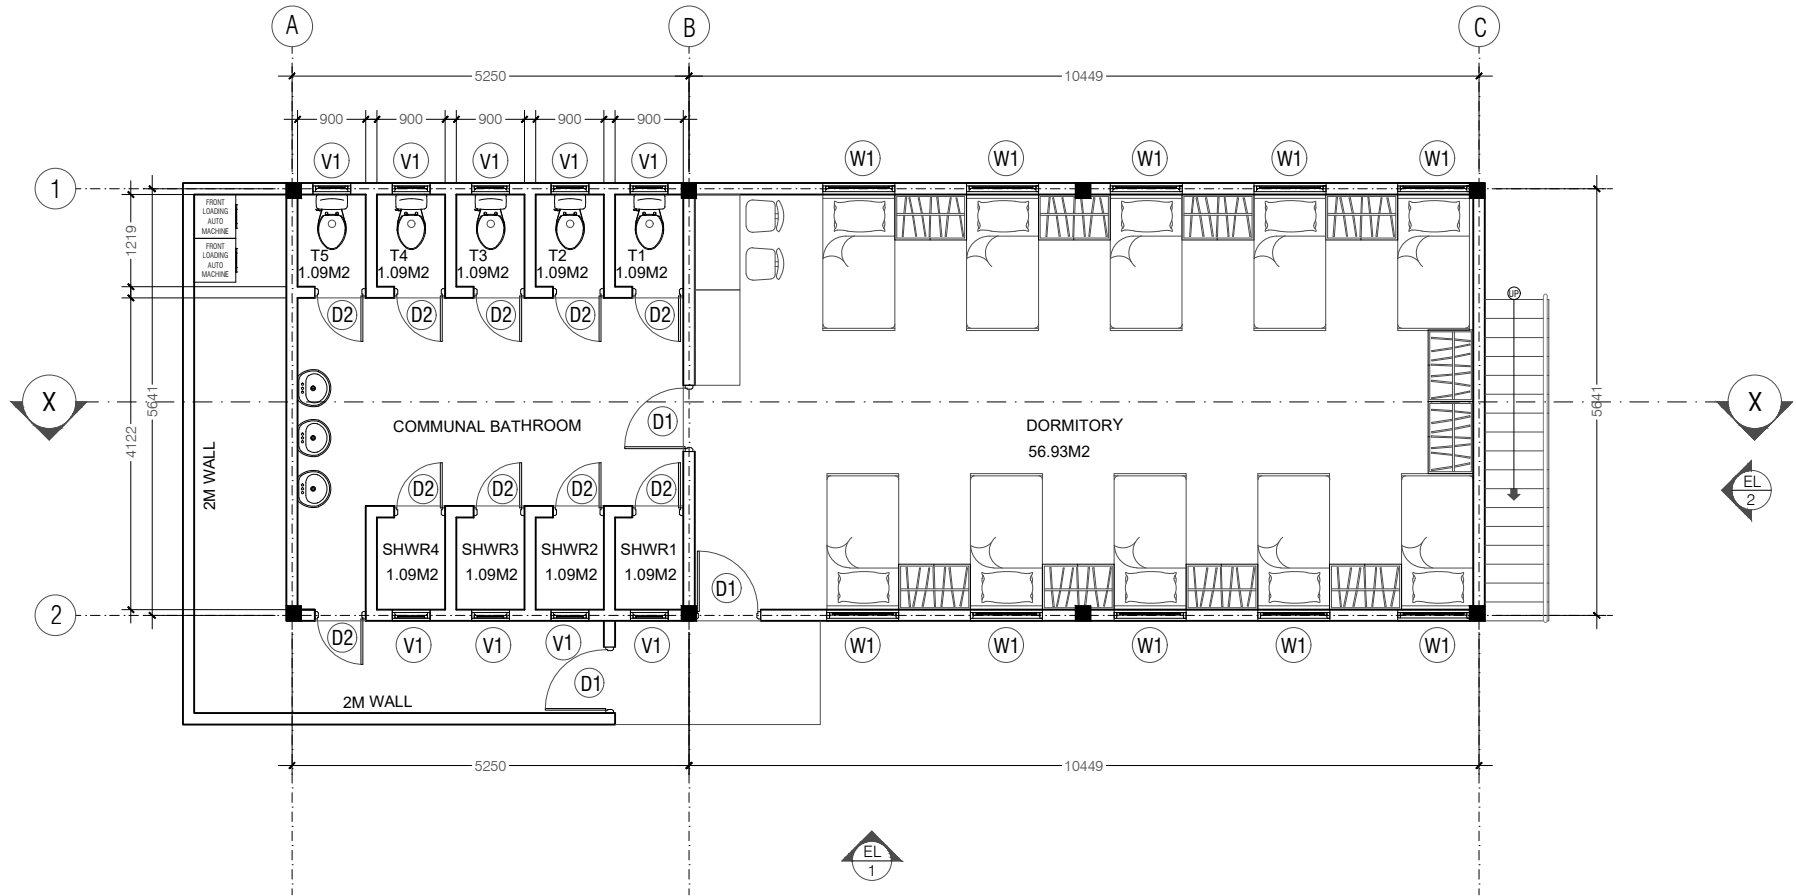 A
B
C
5250
10449
900
900
900
900
900
V1
V1
V1
V1
V1
W1
W1
W1
W1
W1
1
FRONT
LOADING
AUTO
MACHINE
FRONT
LOADING
AUTO
MACHINE
1219
T5
1.09M2
T4
1.09M2
T3
1.09M2
T2
1.09M2
T1
1.09M2
D2
D2
D2
D2
D2
UP
X
5641
4122
5641
X
D1
COMMUNAL BATHROOM
DORMITORY
56.93M2
2M WALL
D2
D2
D2
D2
EL
2
SHWR4
1.09M2
SHWR3
1.09M2
SHWR2
1.09M2
SHWR1
1.09M2
D1
2
D2
V1
V1
V1
V1
W1
W1
W1
W1
W1
D1
2M WALL
5250
10449
EL
1